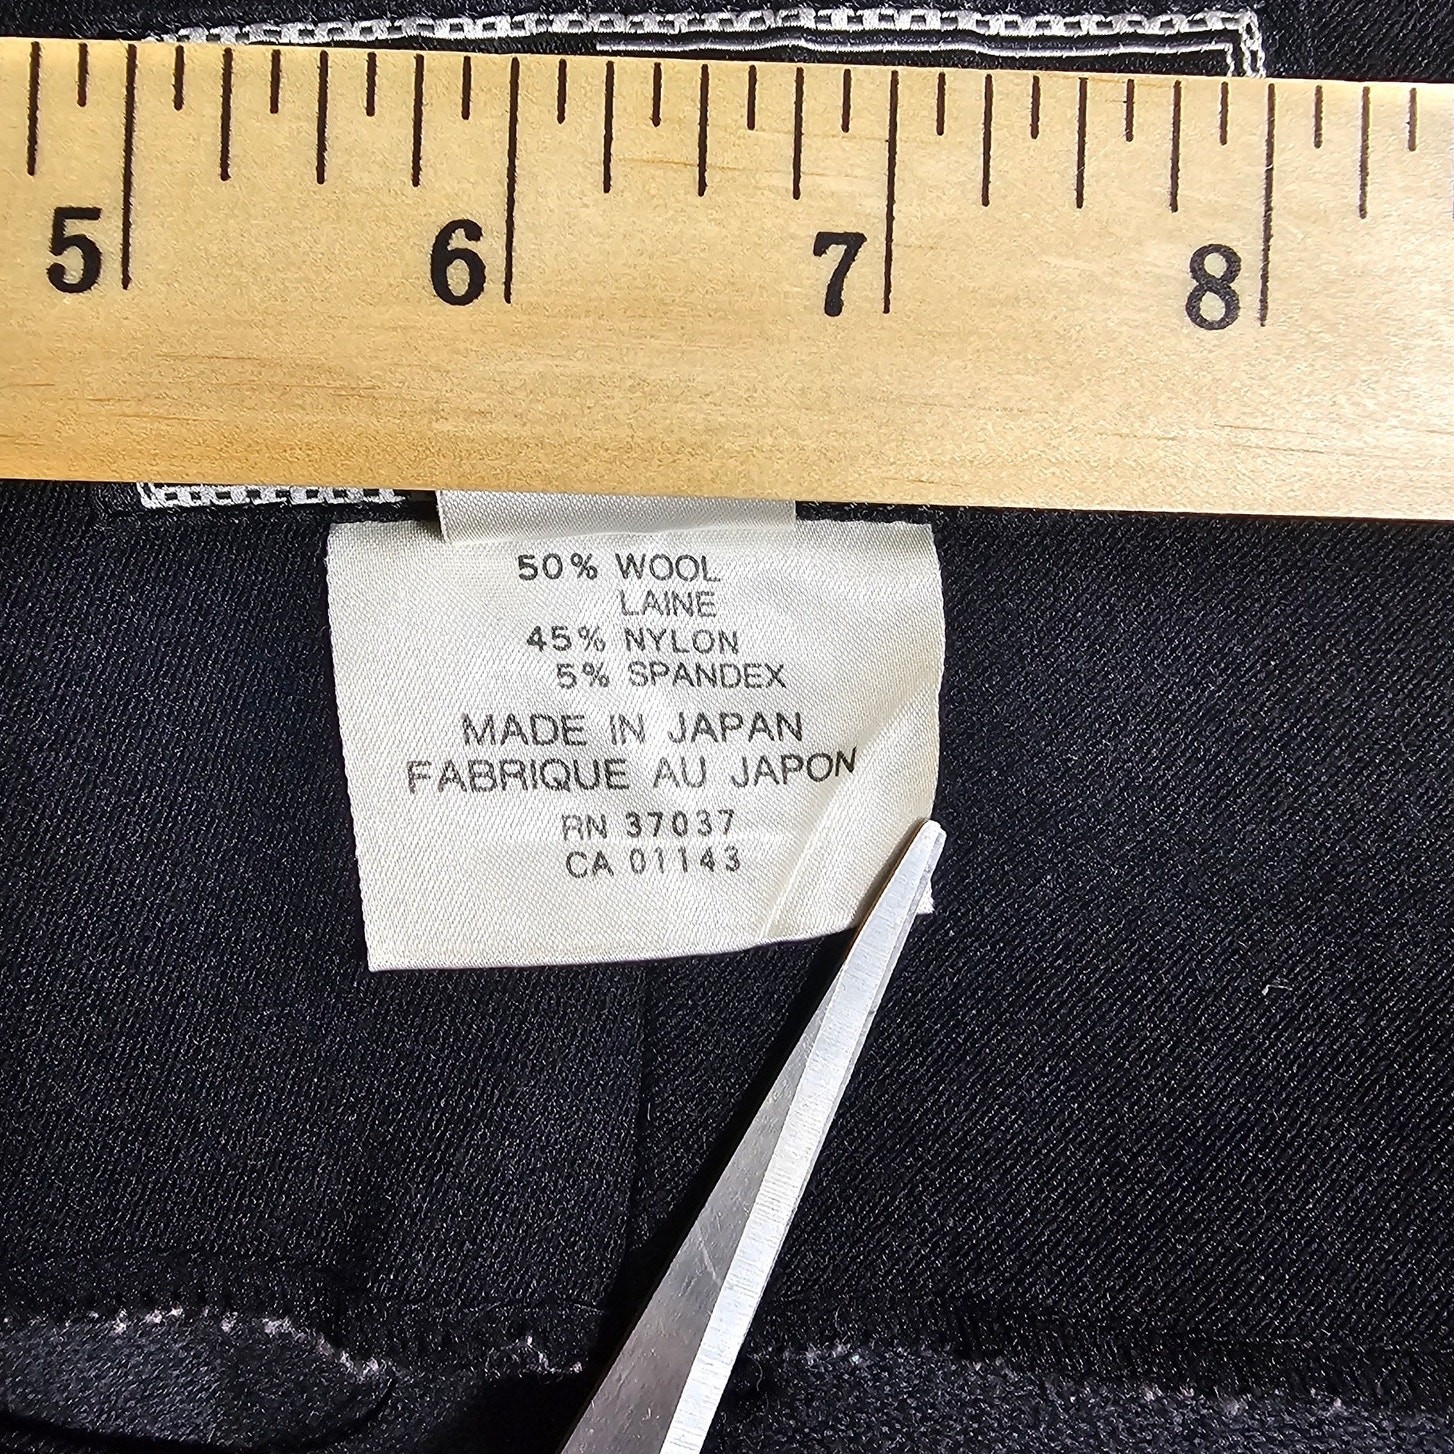 5 6 7 8
50% WOOL
LAINE
45% NYLON
5% SPANDEX
MADE IN JAPAN
FABRIQUE AU JAPON
RN 37037
CA 01143